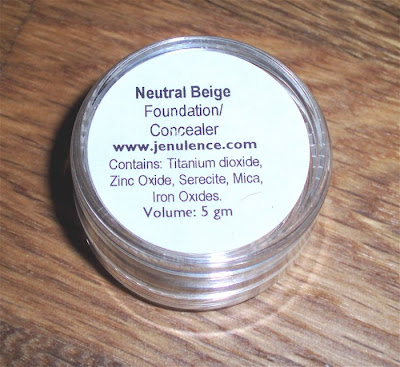 Neutral Beige
Foundation/
Concealer
www.jenulence.com
Contains: Titanium dioxide,
Zinc Oxide, Serecite, Mica,
Iron Oxides.
Volume: 5 gm